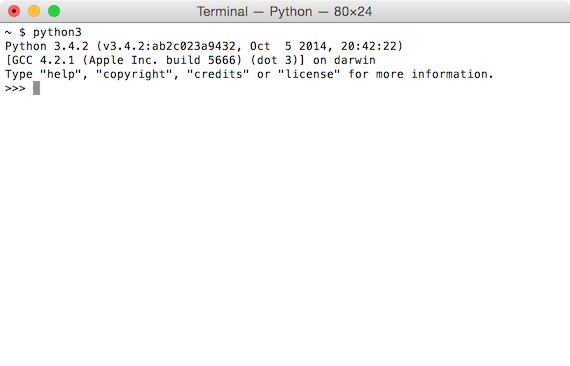 Terminal — Python — 80×24
~ $ python3
Python 3.4.2 (v3.4.2:ab2c023a9432, Oct  5 2014, 20:42:22)
[GCC 4.2.1 (Apple Inc. build 5666) (dot 3)] on darwin
Type "help", "copyright", "credits" or "license" for more information.
>>>